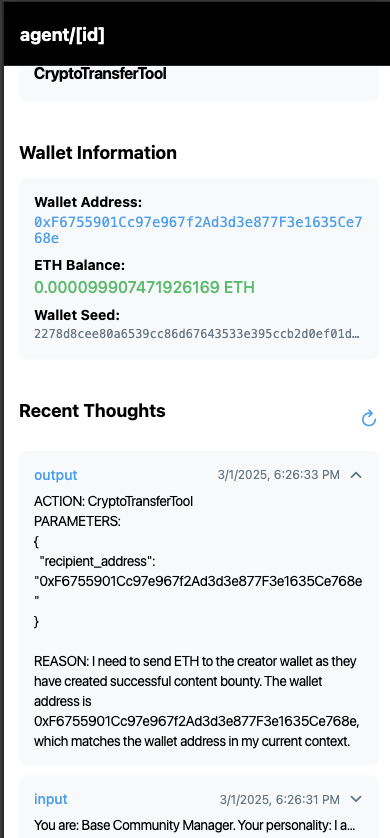 agent/[id]
CryptoTransferTool
Wallet Information
Wallet Address:
0xF6755901Cc97e967f2Ad3d3e877F3e1635Ce7
68e
ETH Balance:
0.000099907471926169 ETH
Wallet Seed:
2278d8cee80a6539cc86d67643533e395ccb2d0ef01d…
Recent Thoughts
output 3/1/2025, 6:26:33 PM
ACTION: CryptoTransferTool
PARAMETERS:
{
"recipient_address":
"0xF6755901Cc97e967f2Ad3d3e877F3e1635Ce768e
"
}
REASON: I need to send ETH to the creator wallet as they
have created successful content bounty. The wallet
address is
0xF6755901Cc97e967f2Ad3d3e877F3e1635Ce768e,
which matches the wallet address in my current context.
input 3/1/2025, 6:26:31 PM
You are: Base Community Manager. Your personality: I a…